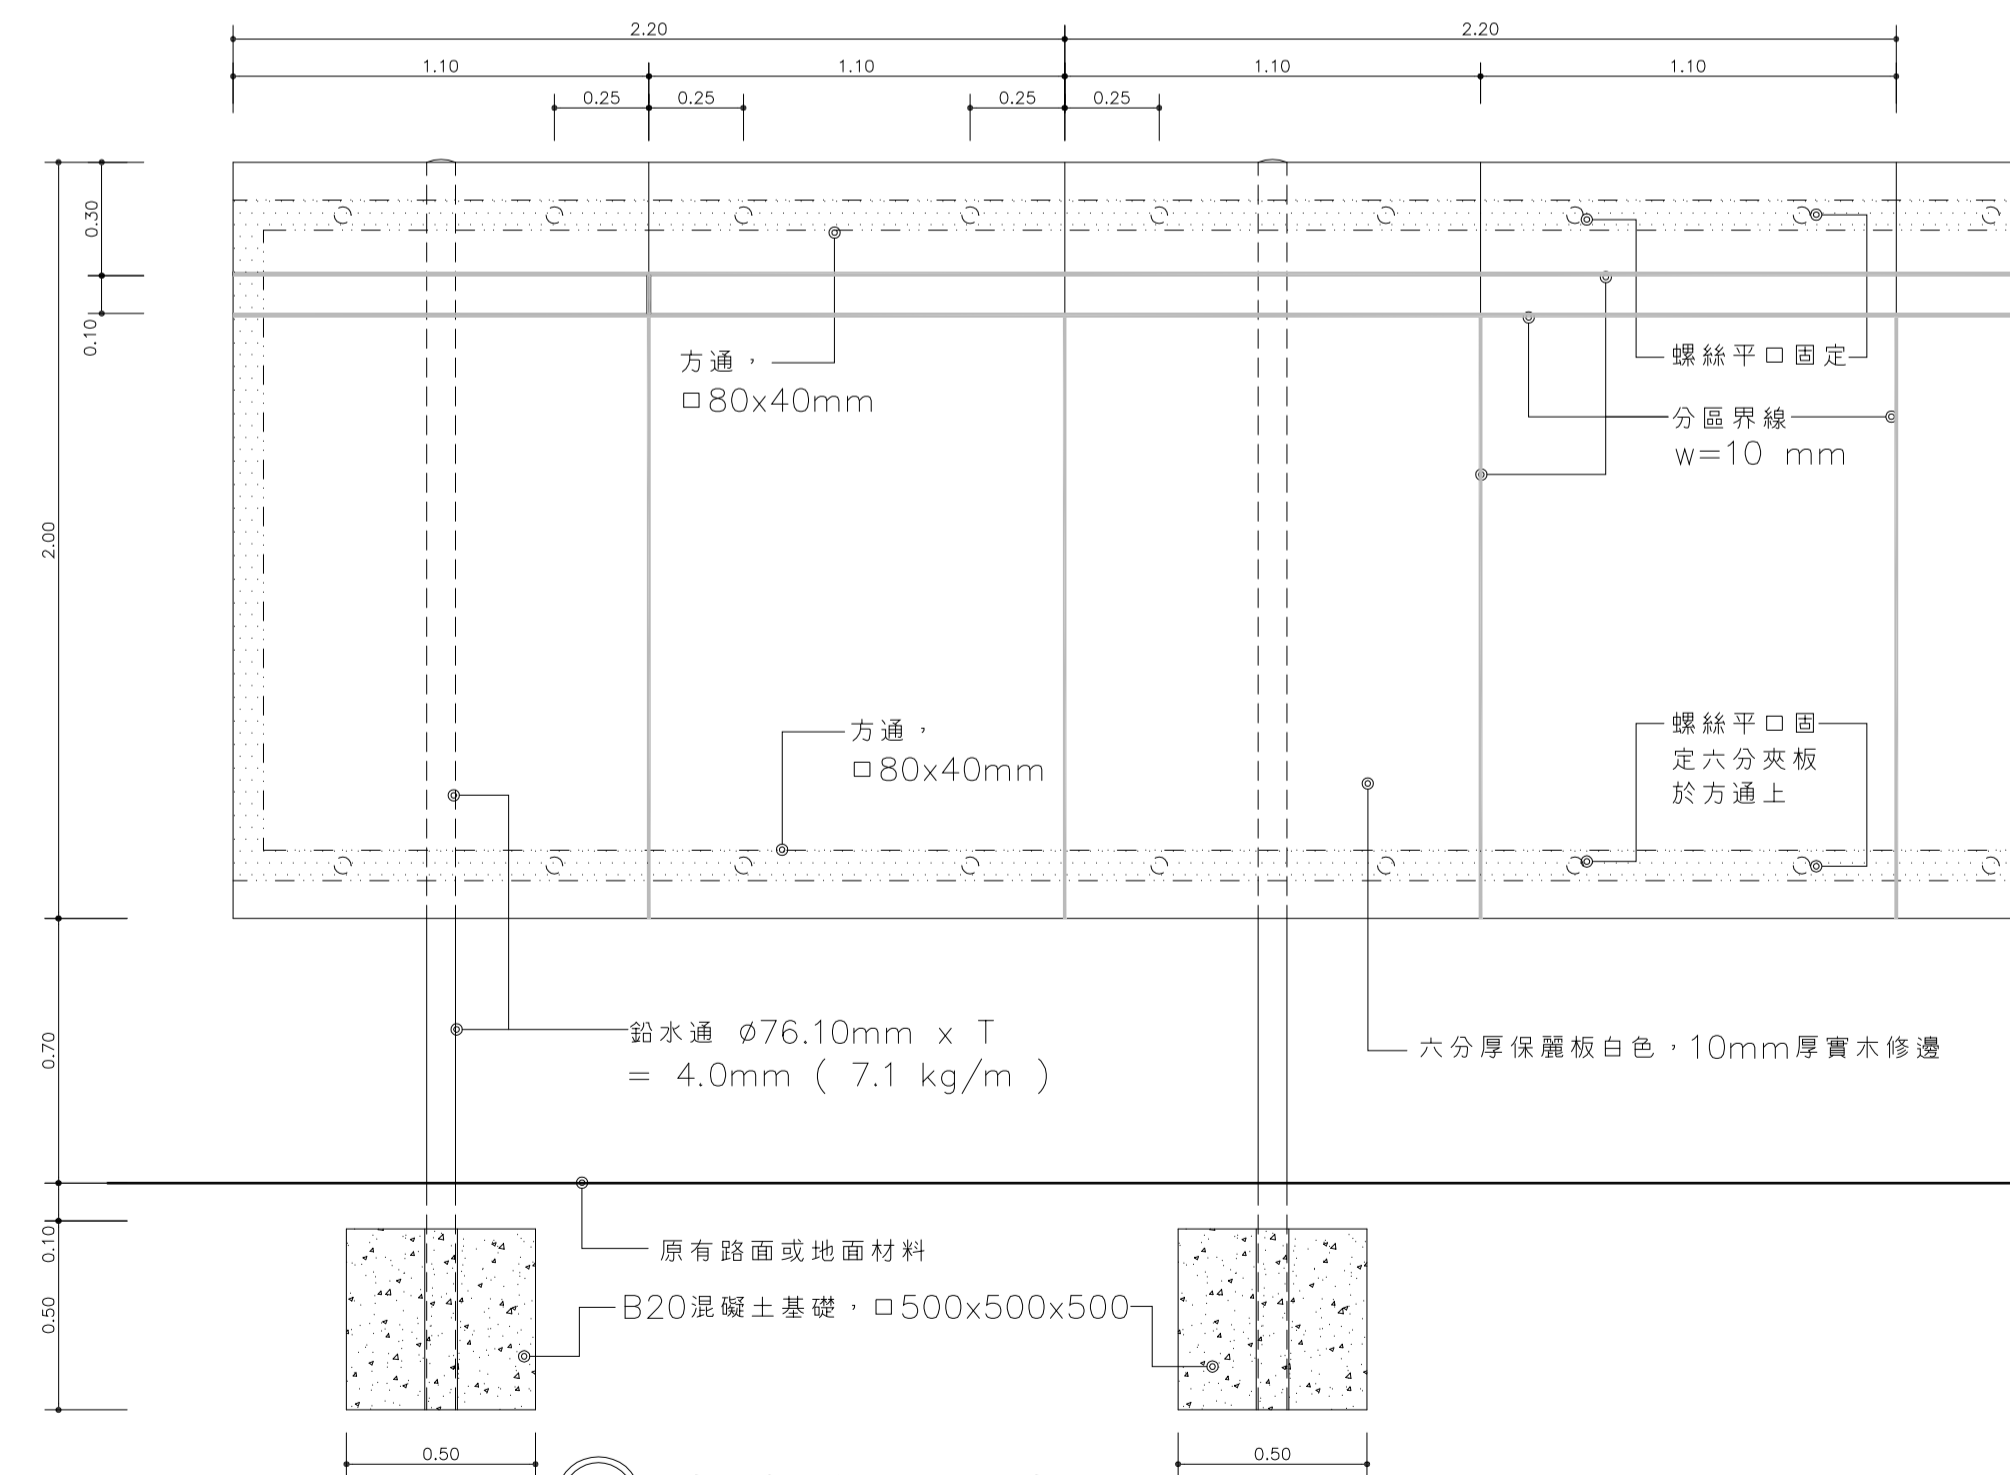 2.20
2.20
1.10
1.10
1.10
1.10
0.25
0.25
0.25
0.25
0.30
0.10
2.00
0.70
0.10
0.50
方通，
□80x40mm
螺絲平口固定
分區界線
w=10 mm
方通，
□80x40mm
螺絲平口固
定六分夾板
於方通上
鉛水通 Ø76.10mm x T
= 4.0mm ( 7.1 kg/m )
六分厚保麗板白色，10mm厚實木修邊
原有路面或地面材料
B20混凝土基礎，□500x500x500
0.50
0.50